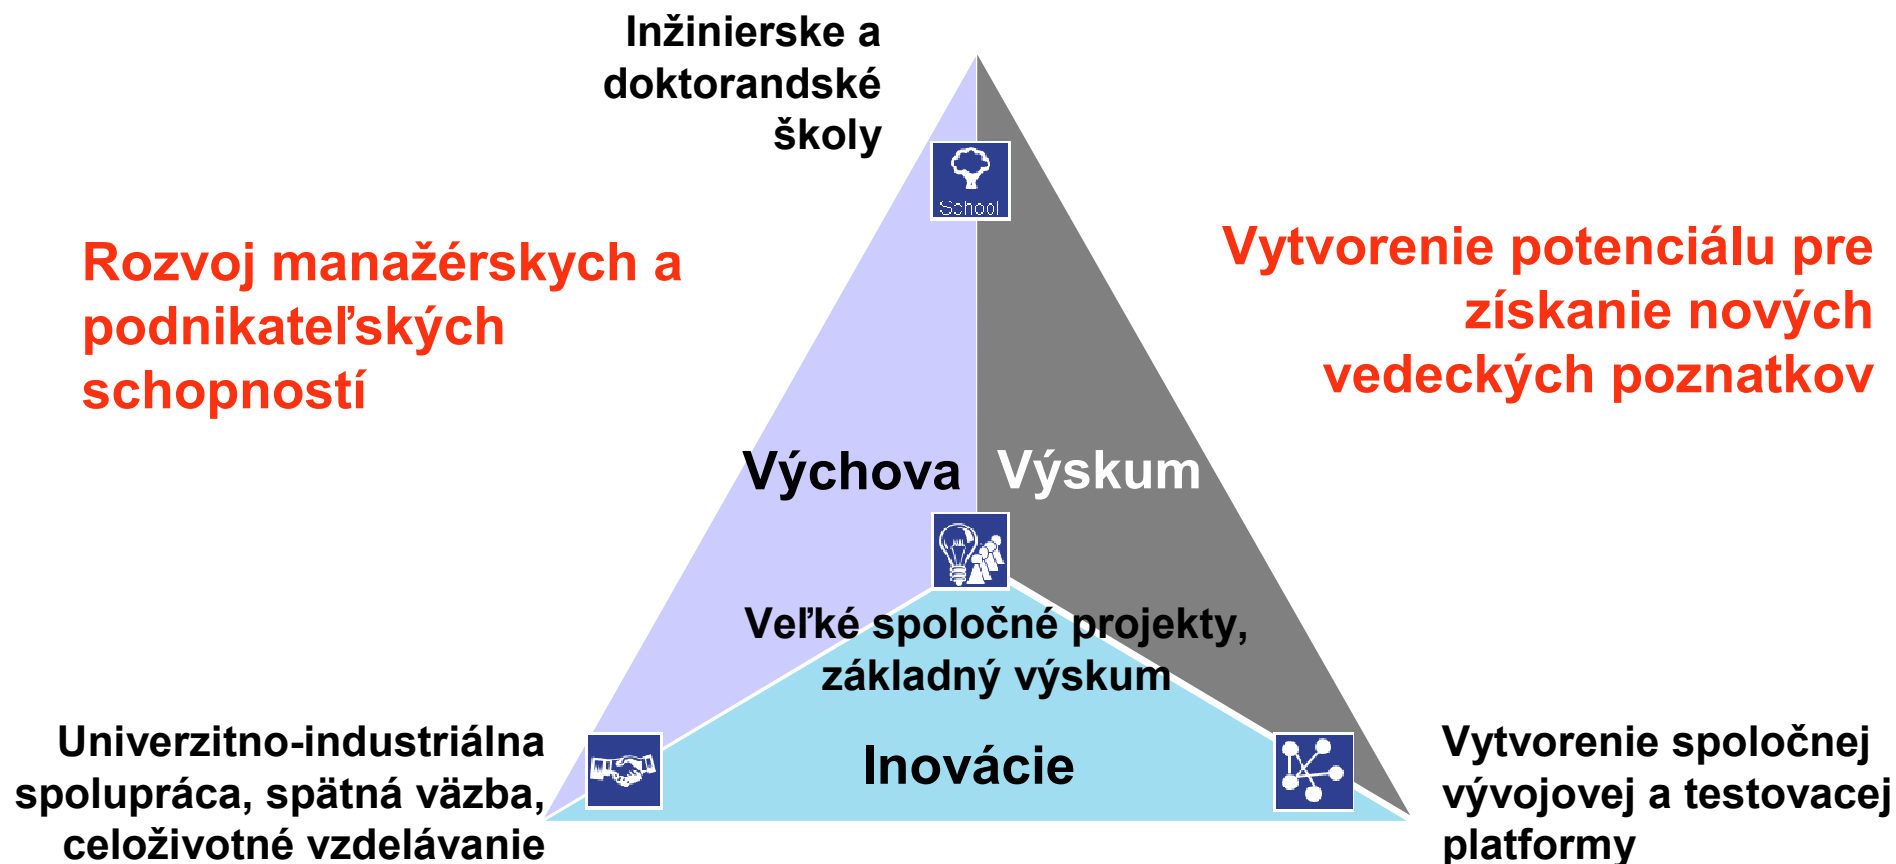 Inžinierske a
doktorandské
školy
School
Rozvoj manažérskych a
podnikateľských
schopností
Vytvorenie potenciálu pre
získanie nových
vedeckých poznatkov
Výchova
Výskum
Veľké spoločné projekty,
základný výskum
Inovácie
Univerzitno-industriálna
spolupráca, spätná väzba,
celoživotné vzdelávanie
Vytvorenie spoločnej
vývojovej a testovacej
platformy